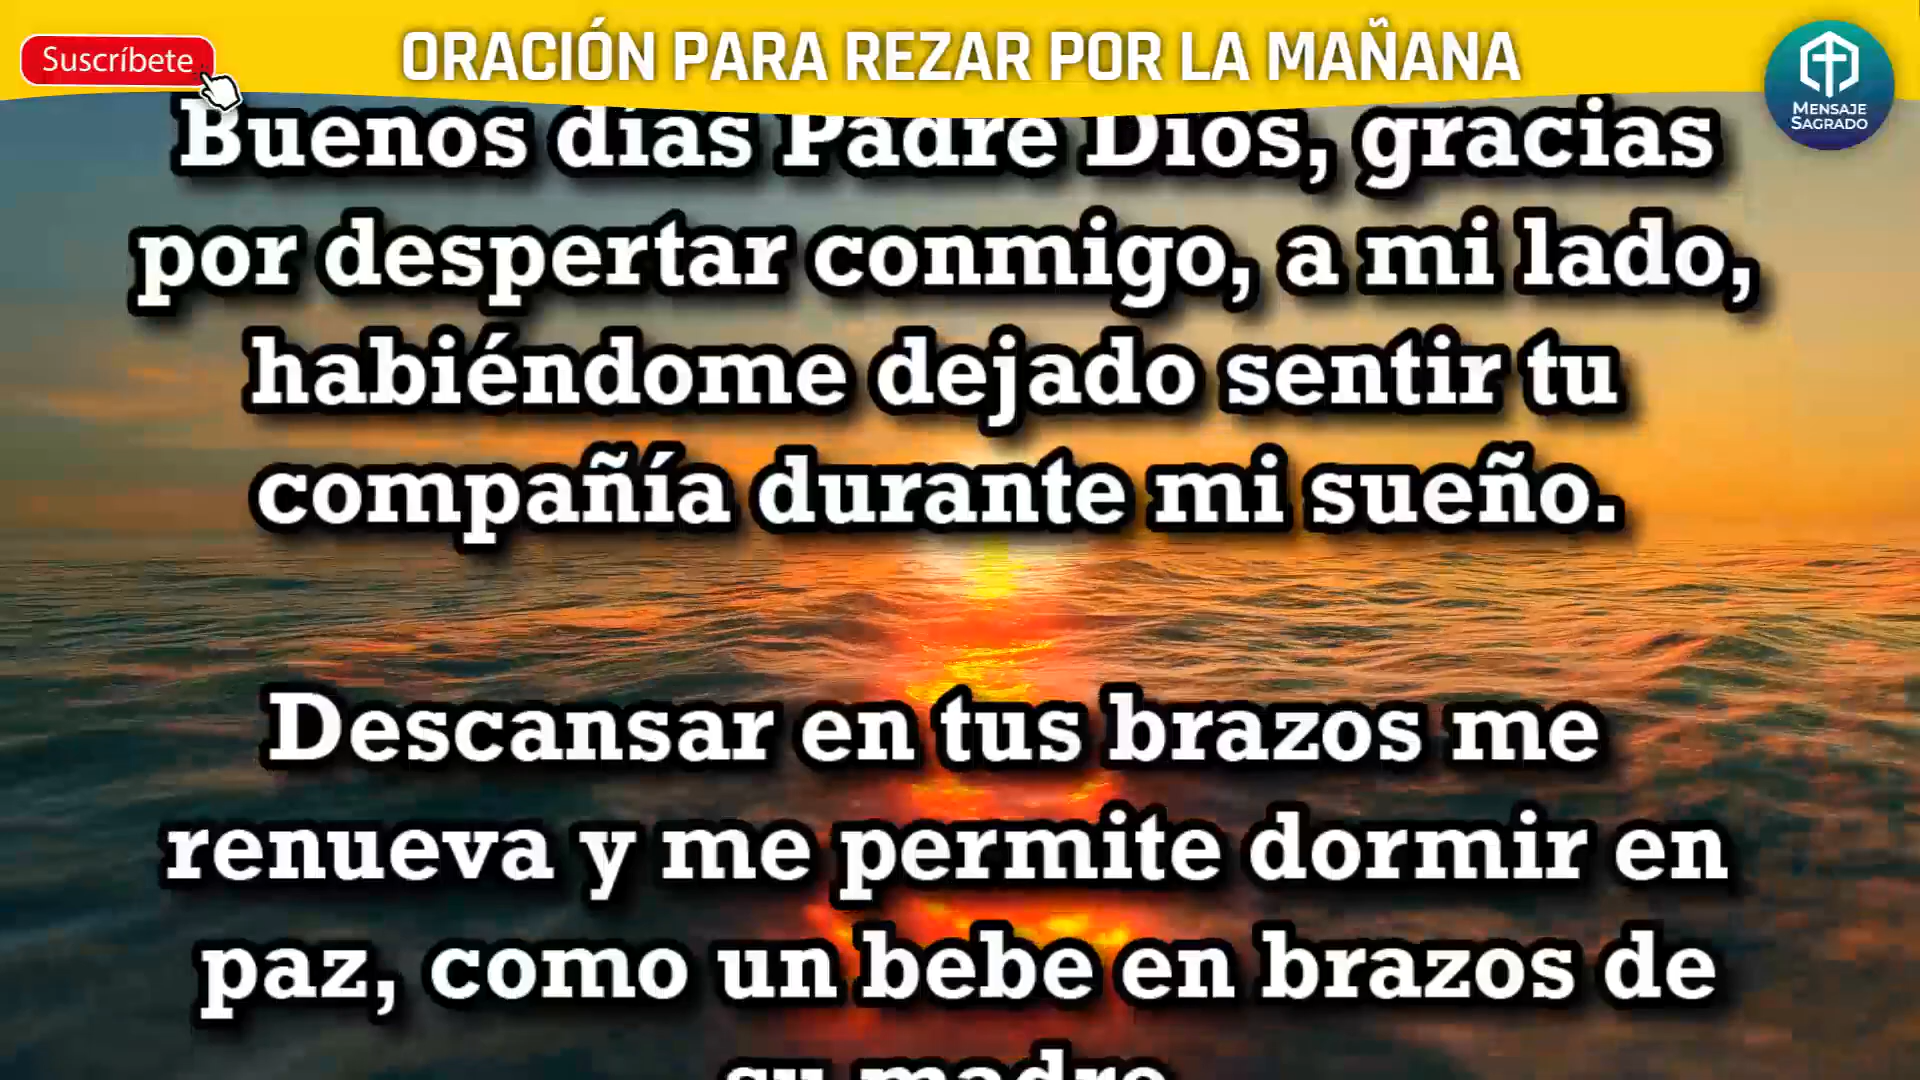 Suscríbete
ORACIÓN PARA REZAR POR LA MAÑANA
MENSAJE
SAGRADO
Buenos días Padre Dios, gracias
por despertar conmigo, a mi lado,
habiéndome dejado sentir tu
compañía durante mi sueño.
Descansar en tus brazos me
renueva y me permite dormir en
paz, como un bebe en brazos de
su madre